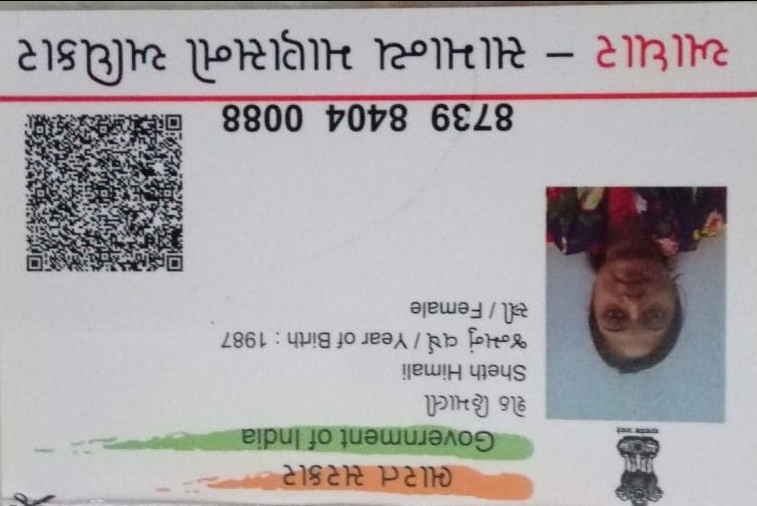 ભારત સરકાર
Government of India
શેઠ હિમાલી
Sheth Himali
જન્મનું વર્ષ / Year of Birth : 1987
સ્ત્રી / Female
8739 8404 0088
આધાર – સામાન્ય માણસનો અધિકાર